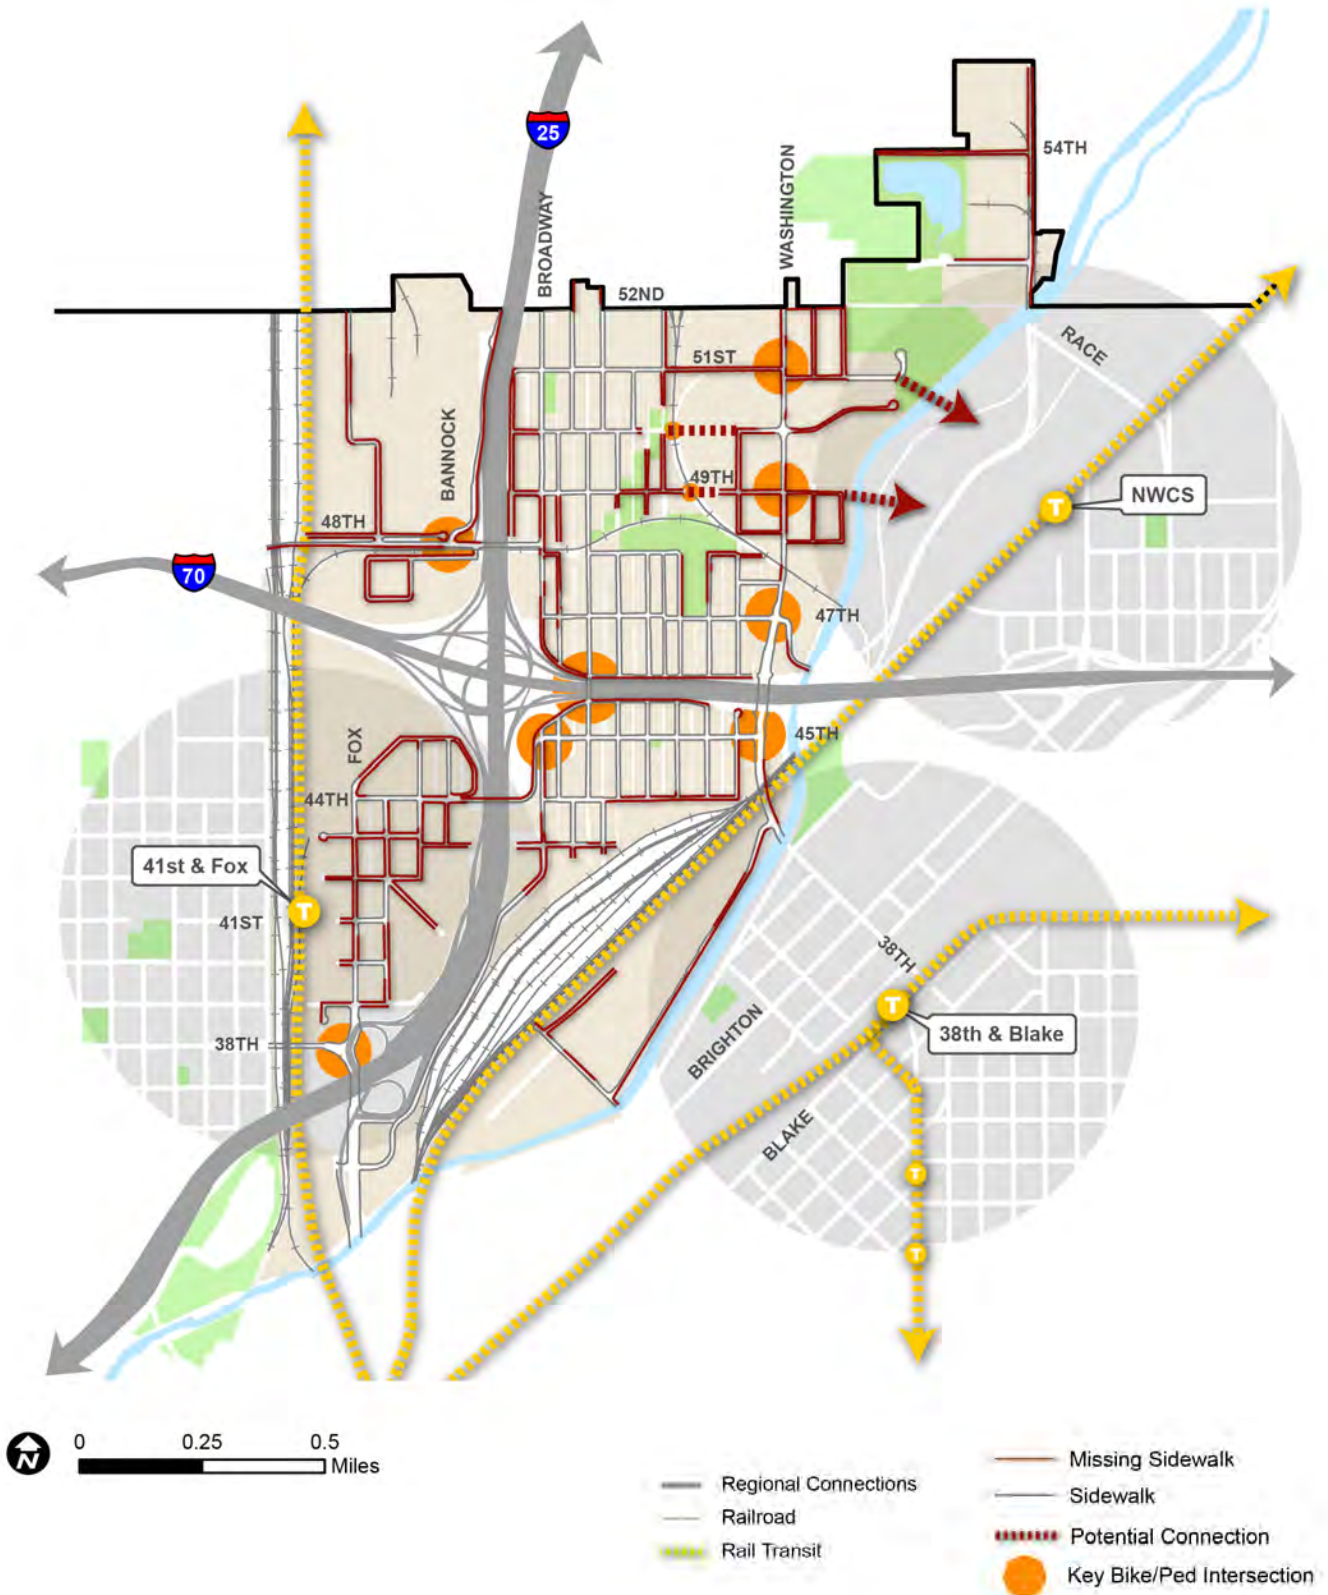 25
54TH
WASHINGTON
BROADWAY
52ND
RACE
51ST
BANNOCK
49TH
NWCS
48TH
70
47TH
45TH
FOX
44TH
41st & Fox
41ST
38TH
38TH
38th & Blake
BRIGHTON
BLAKE
N
0 0.25 0.5
Miles
Regional Connections
Railroad
Rail Transit
Missing Sidewalk
Sidewalk
Potential Connection
Key Bike/Ped Intersection
T
T
T
T
T